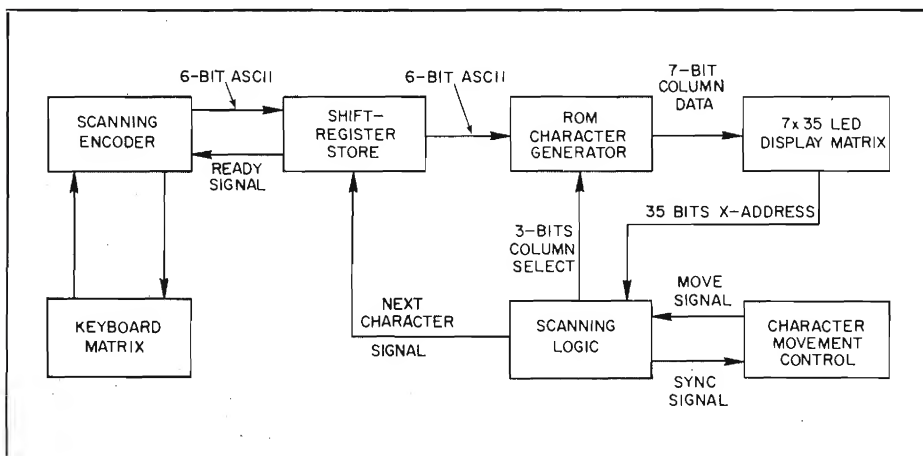 6-BIT ASCII
6-BIT ASCII
7-BIT
COLUMN
DATA
SCANNING
ENCODER
SHIFT-
REGISTER
STORE
ROM
CHARACTER
GENERATOR
7x35 LED
DISPLAY MATRIX
READY
SIGNAL
35 BITS X-ADDRESS
3-BITS
COLUMN
SELECT
MOVE
SIGNAL
KEYBOARD
MATRIX
NEXT
CHARACTER
SIGNAL
SCANNING
LOGIC
CHARACTER
MOVEMENT
CONTROL
SYNC
SIGNAL